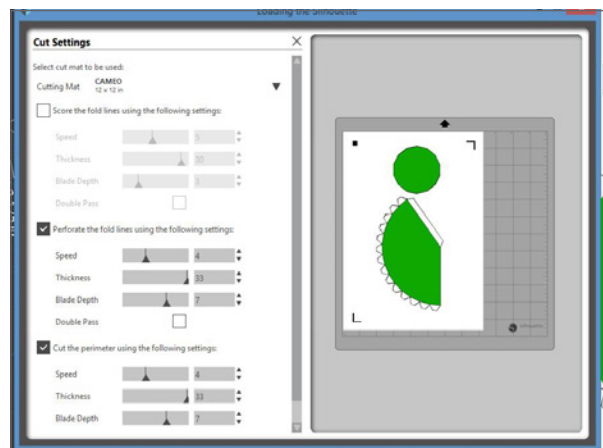 Loading the Silhouette
Cut Settings
Select cut mat to be used:
Cutting Mat CAMEO
12 x 12 in
Score the fold lines using the following settings:
Speed 5
Thickness 33
Double Pass
Perforate the fold lines using the following settings:
Speed 4
Thickness 33
Blade Depth 7
Double Pass
Cut the perimeter using the following settings:
Speed 4
Thickness 33
Blade Depth 7
silhouette